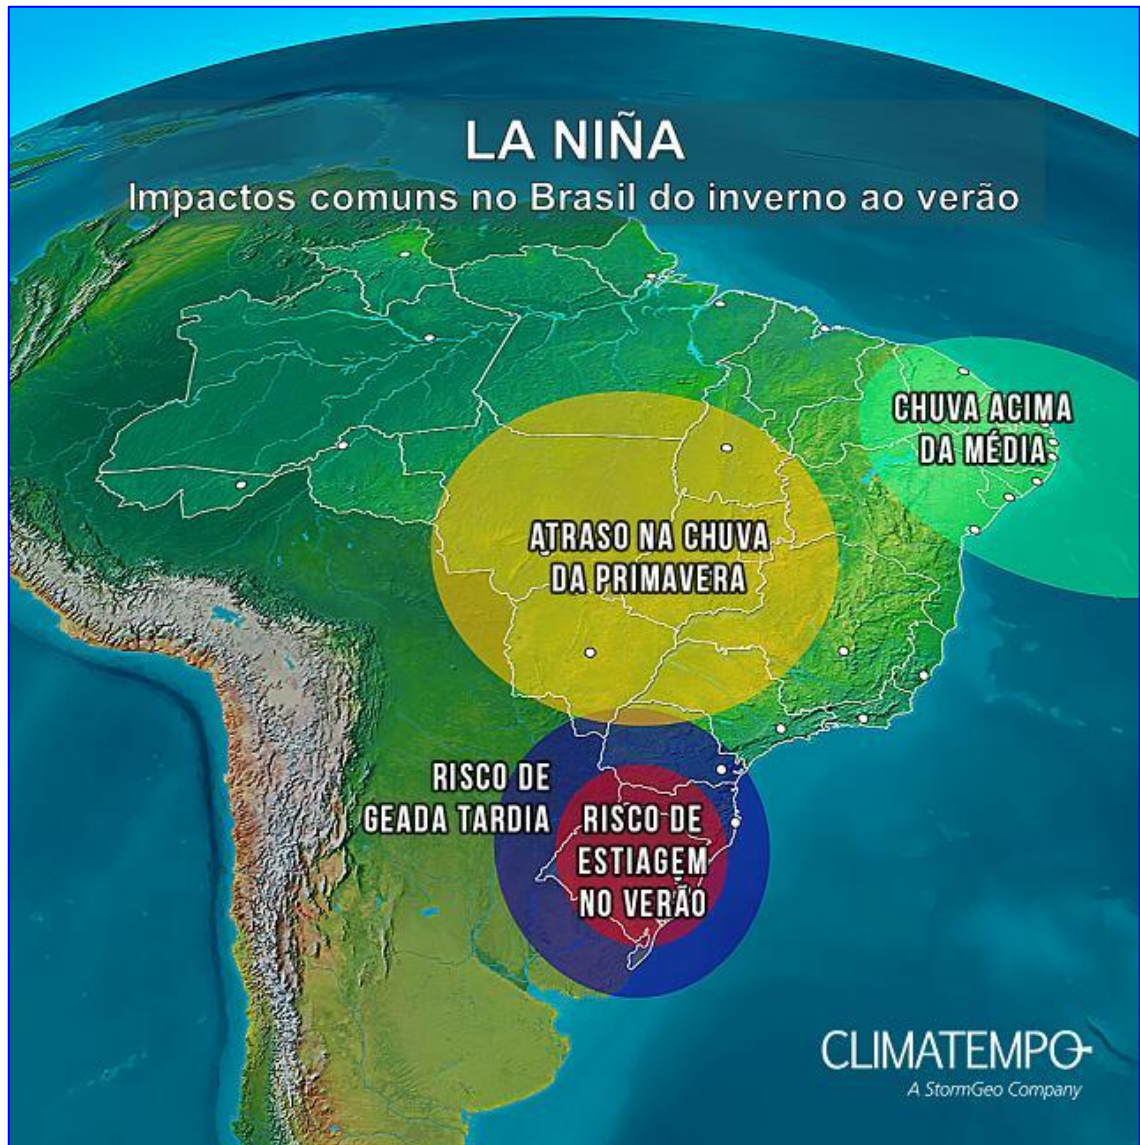 LA NIÑA
Impactos comuns no Brasil do inverno ao verão
CHUVA ACIMA
DA MÉDIA
ATRASO NA CHUVA
DA PRIMAVERA
RISCO DE
GEADA TARDIA
RISCO DE
ESTIAGEM
NO VERÃO
CLIMATEMPO
A StormGeo Company